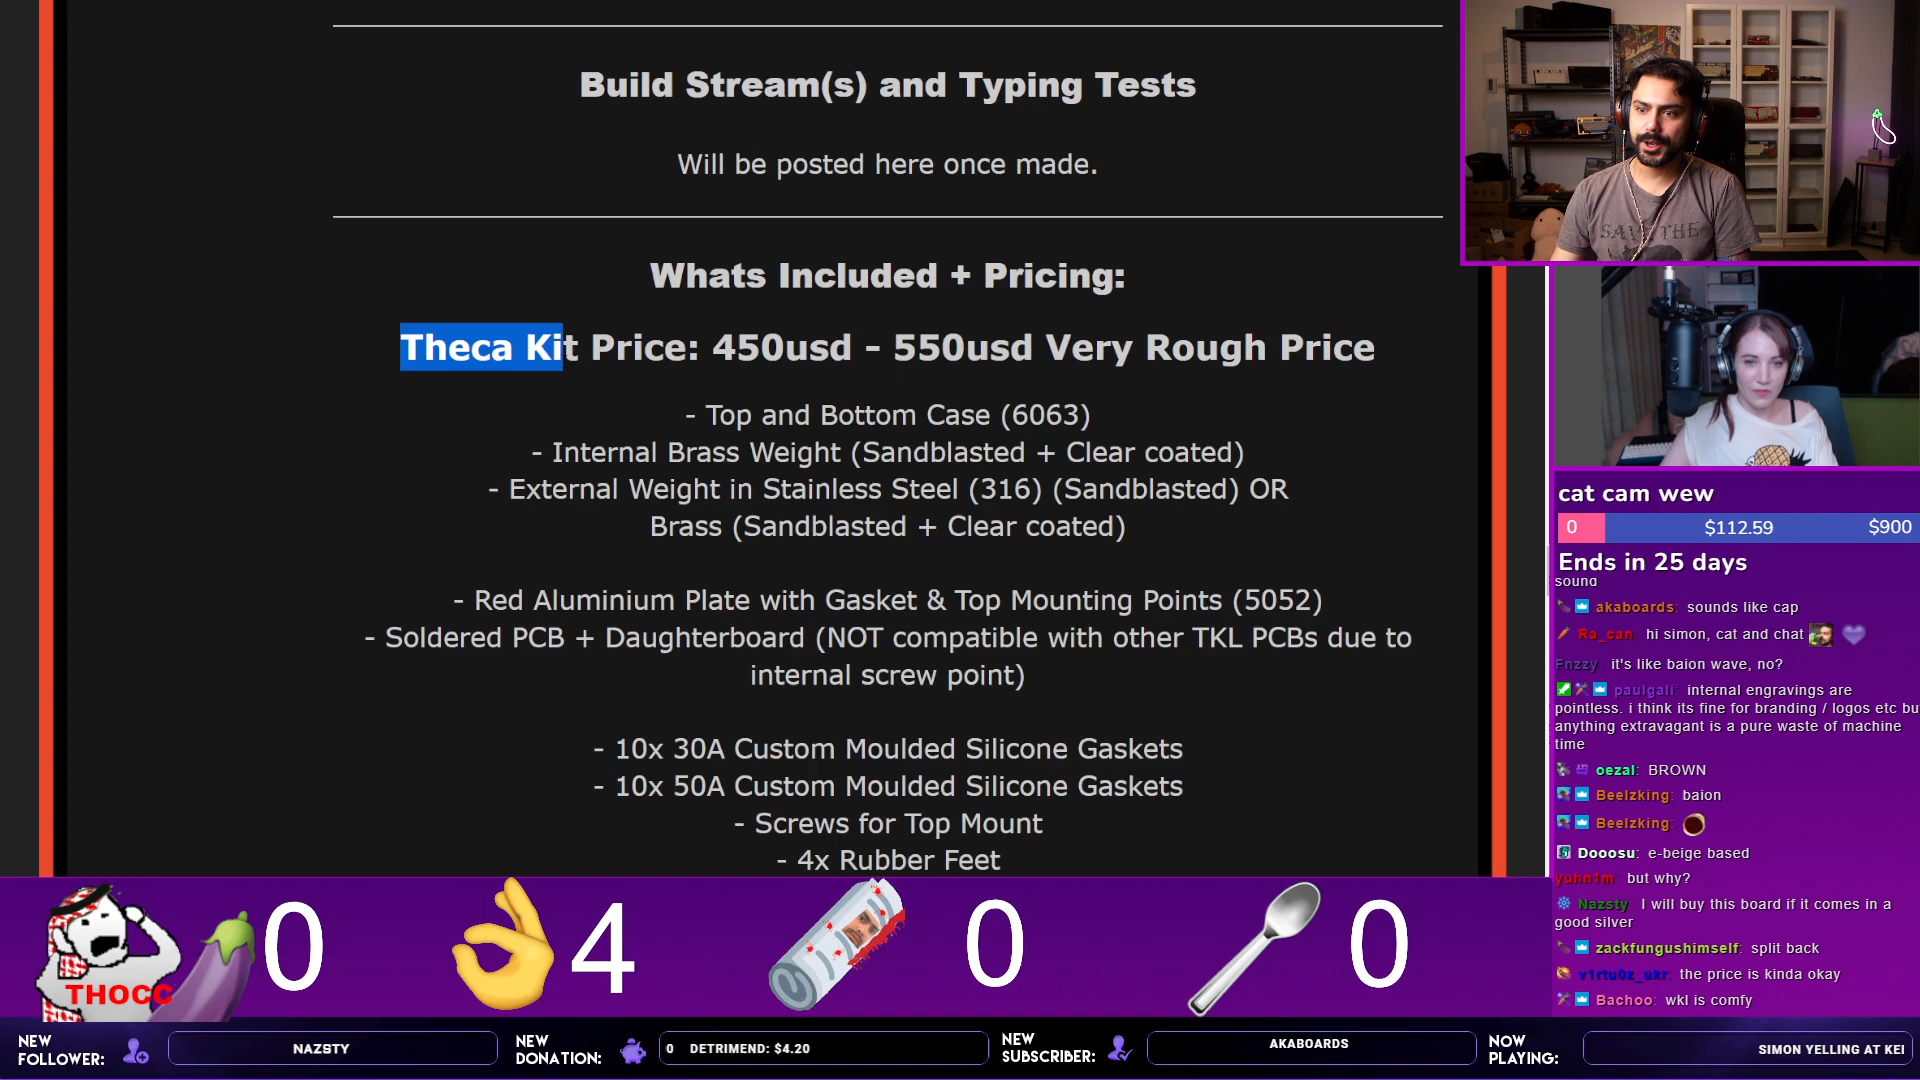 Build Stream(s) and Typing Tests
Will be posted here once made.
Whats Included + Pricing:
Theca Kit Price: 450usd - 550usd Very Rough Price
- Top and Bottom Case (6063)
- Internal Brass Weight (Sandblasted + Clear coated)
- External Weight in Stainless Steel (316) (Sandblasted) OR
Brass (Sandblasted + Clear coated)
- Red Aluminium Plate with Gasket & Top Mounting Points (5052)
- Soldered PCB + Daughterboard (NOT compatible with other TKL PCBs due to
internal screw point)
- 10x 30A Custom Moulded Silicone Gaskets
- 10x 50A Custom Moulded Silicone Gaskets
- Screws for Top Mount
- 4x Rubber Feet
SAVE THE
cat cam wew
0 $112.59 $900
Ends in 25 days
sound
akaboards: sounds like cap
Ra_can: hi simon, cat and chat
Fnzzy: it's like baion wave, no?
paulgali: internal engravings are
pointless. i think its fine for branding / logos etc bu
anything extravagant is a pure waste of machine
time
oezal: BROWN
Beelzking: baion
Beelzking:
Dooosu: e-beige based
yuhn1m: but why?
Nazsty: I will buy this board if it comes in a
good silver
zackfungushimself: split back
v1rtu0z_ukr: the price is kinda okay
Bachoo: wkl is comfy
THOCC 0 4 0 0
NEW
FOLLOWER:
NAZSTY
NEW
DONATION:
0 DETRIMEND: $4.20
NEW
SUBSCRIBER:
AKABOARDS
NOW
PLAYING:
SIMON YELLING AT KEI